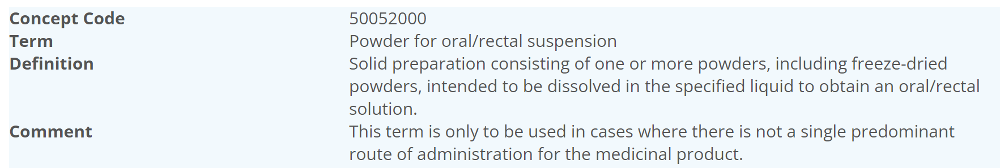 Concept Code 50052000
Term Powder for oral/rectal suspension
Definition Solid preparation consisting of one or more powders, including freeze-dried
powders, intended to be dissolved in the specified liquid to obtain an oral/rectal
solution.
Comment This term is only to be used in cases where there is not a single predominant
route of administration for the medicinal product.